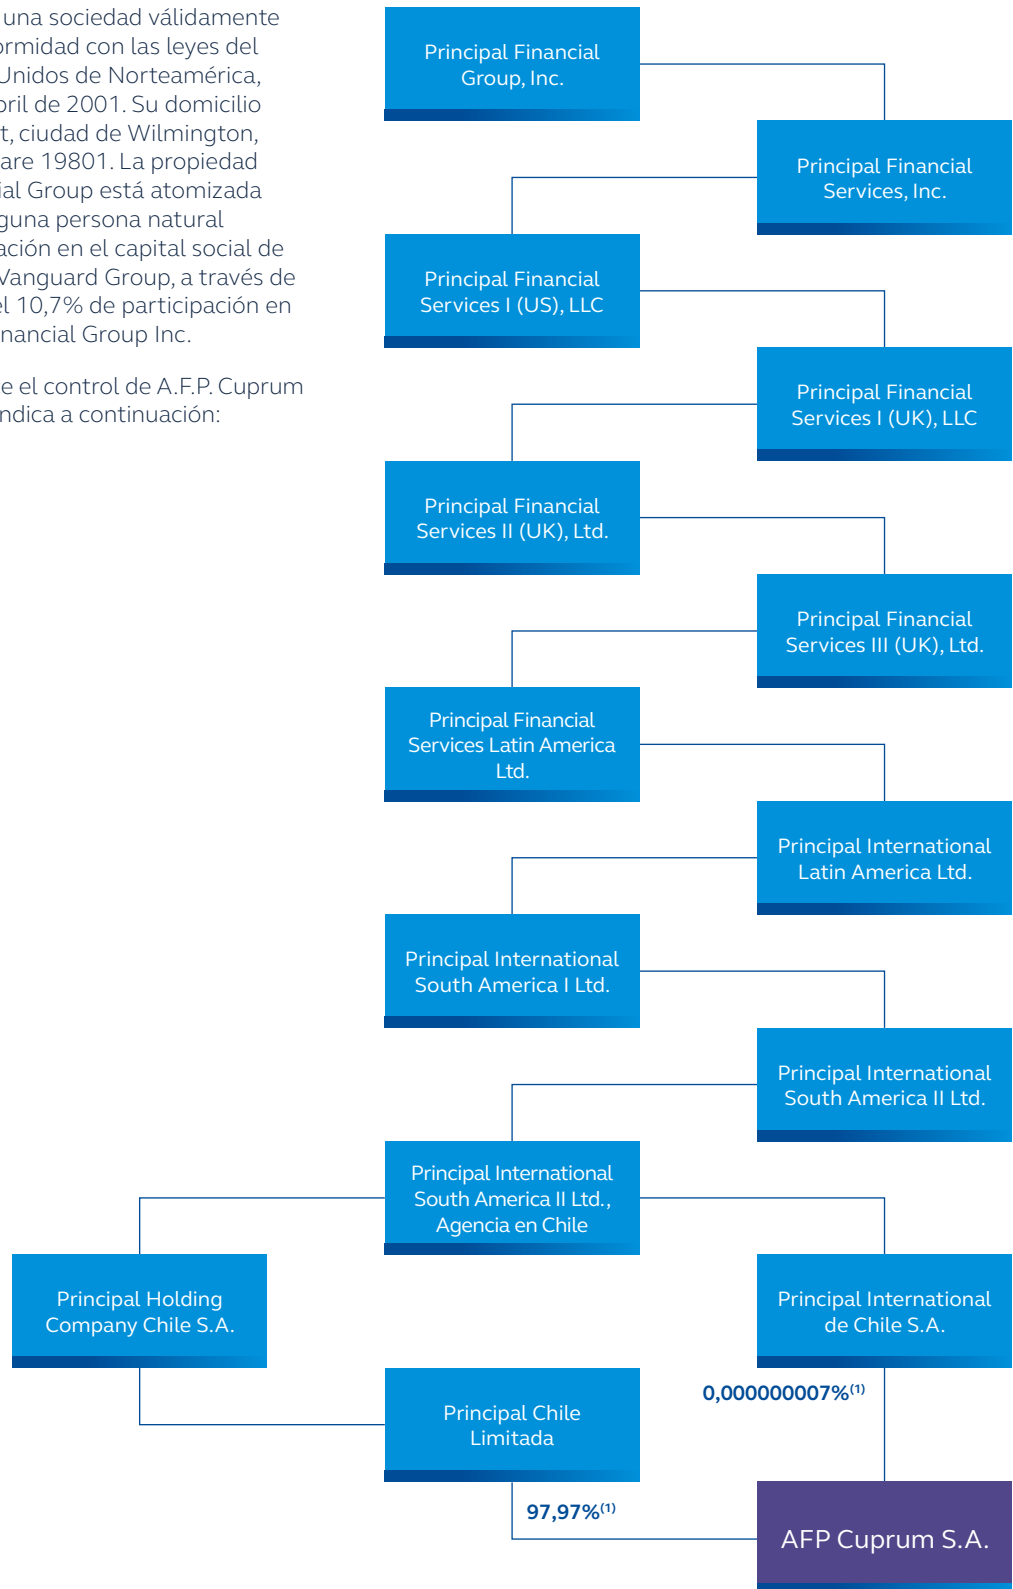 una sociedad válidamente
ormidad con las leyes del
Unidos de Norteamérica,
bril de 2001. Su domicilio
t, ciudad de Wilmington,
are 19801. La propiedad
ial Group está atomizada
guna persona natural
ación en el capital social de
Vanguard Group, a través de
el 10,7% de participación en
inancial Group Inc.
e el control de A.F.P. Cuprum
indica a continuación:
Principal Financial
Group, Inc.
Principal Financial
Services, Inc.
Principal Financial
Services I (US), LLC
Principal Financial
Services I (UK), LLC
Principal Financial
Services II (UK), Ltd.
Principal Financial
Services III (UK), Ltd.
Principal Financial
Services Latin America
Ltd.
Principal International
Latin America Ltd.
Principal International
South America I Ltd.
Principal International
South America II Ltd.
Principal International
South America II Ltd.,
Agencia en Chile
Principal Holding
Company Chile S.A.
Principal International
de Chile S.A.
0,000000007%(1)
Principal Chile
Limitada
97,97%(1)
AFP Cuprum S.A.